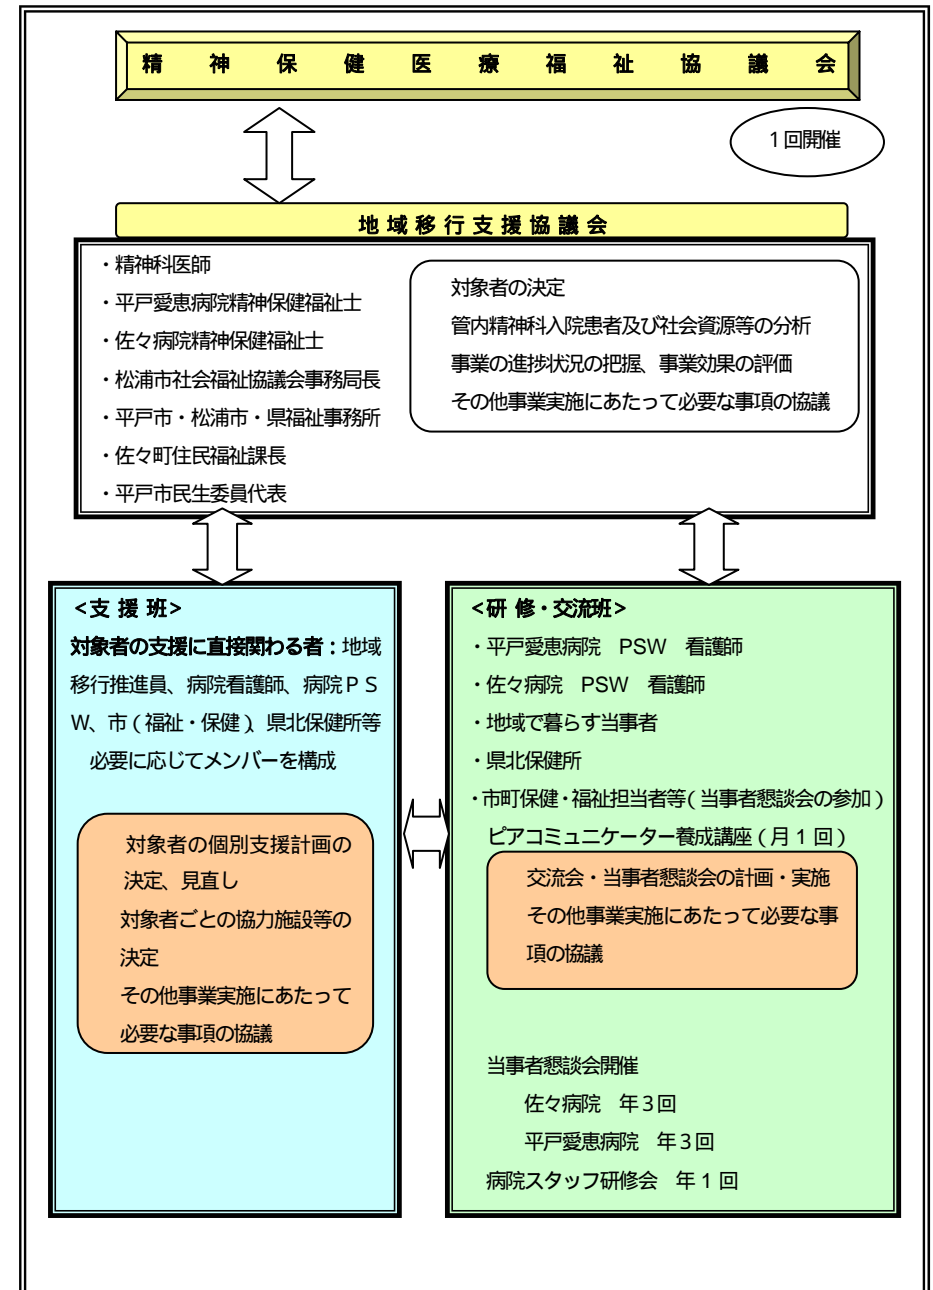 精神保健医療福祉協議会
1回開催
地域移行支援協議会
・精神科医師
・平戸愛恵病院精神保健福祉士
・佐々病院精神保健福祉士
・松浦市社会福祉協議会事務局長
・平戸市・松浦市・県福祉事務所
・佐々町住民福祉課長
・平戸市民生委員代表
対象者の決定
管内精神科入院患者及び社会資源等の分析
事業の進捗状況の把握、事業効果の評価
その他事業実施にあたって必要な事項の協議
<支援班>
対象者の支援に直接関わる者：地域
移行推進員、病院看護師、病院PS
W、市（福祉・保健）、県北保健所等
必要に応じてメンバーを構成
対象者の個別支援計画の
決定、見直し
対象者ごとの協力施設等の
決定
その他事業実施にあたって
必要な事項の協議
<研修・交流班>
・平戸愛恵病院　PSW　看護師
・佐々病院　PSW　看護師
・地域で暮らす当事者
・県北保健所
・市町保健・福祉担当者等（当事者懇談会の参加）
ピアコミュニケーター養成講座（月1回）
交流会・当事者懇談会の計画・実施
その他事業実施にあたって必要な事
項の協議
当事者懇談会開催
佐々病院　年3回
平戸愛恵病院　年3回
病院スタッフ研修会　年1回